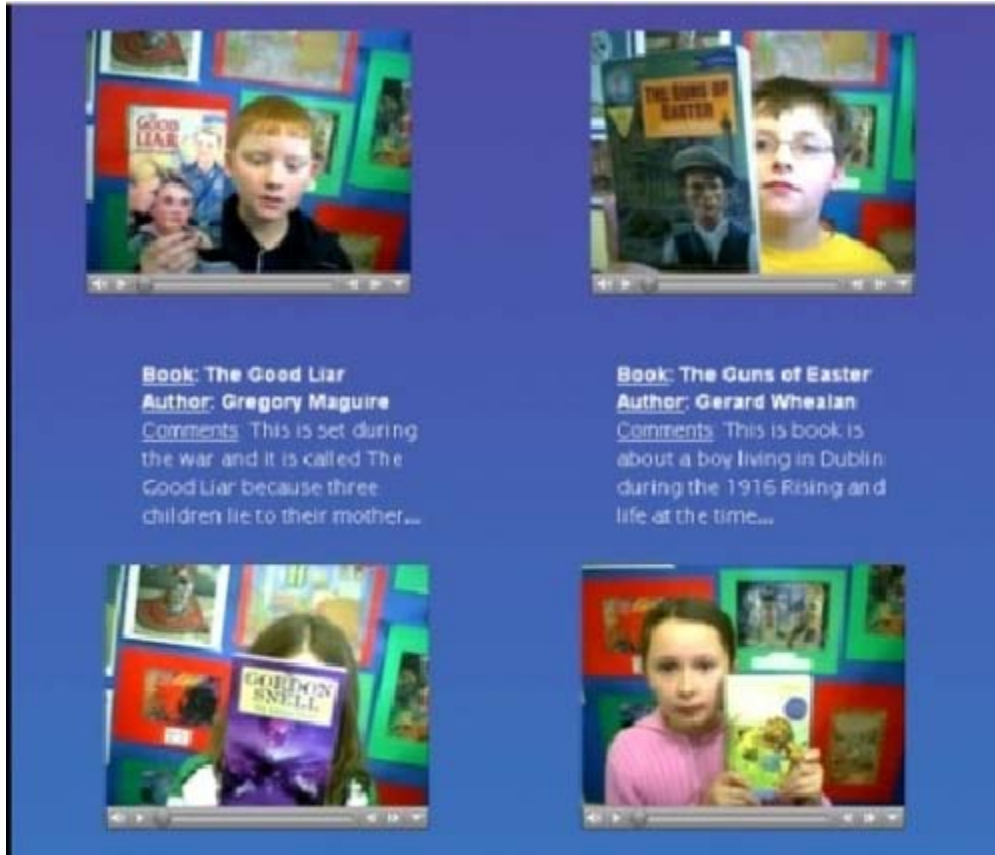 THE GOOD
LIAR
THE GUNS OF
EASTER
Book: The Good Liar
Author: Gregory Maguire
Comments: This is set during
the war and it is called The
Good Liar because three
children lie to their mother...
Book: The Guns of Easter
Author: Gerard Whealan
Comments: This is book is
about a boy living in Dublin
during the 1916 Rising and
life at the time...
GORDON
SNELL